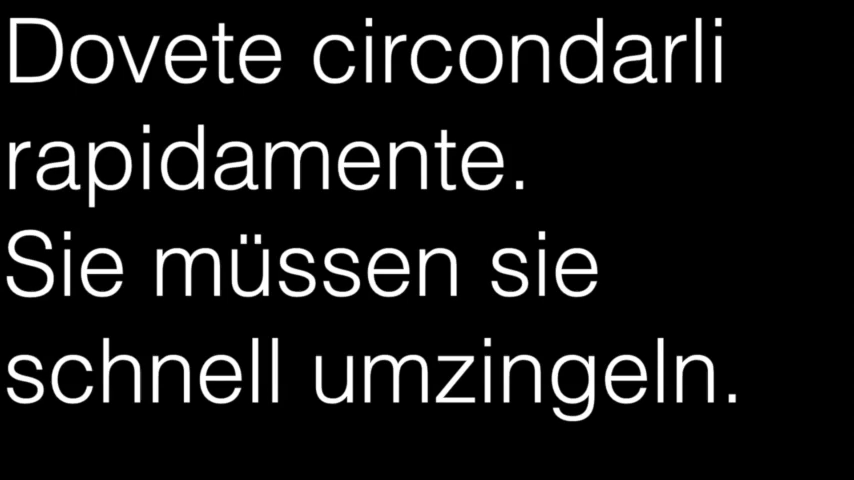 Dovete circondarli
rapidamente.
Sie müssen sie
schnell umzingeln.